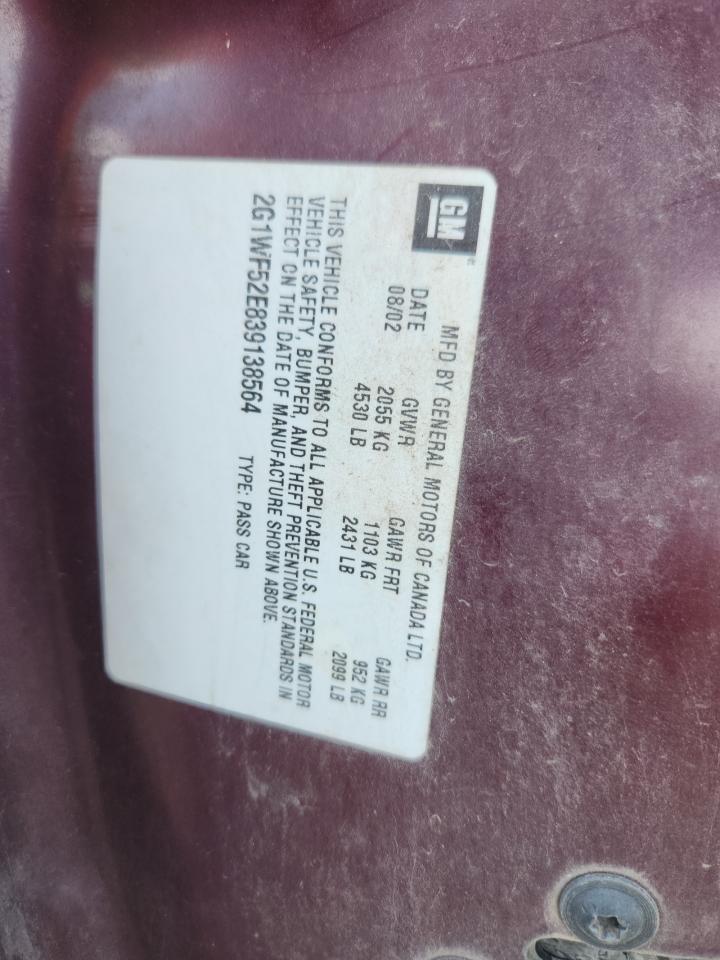 GM
MFD BY GENERAL MOTORS OF CANADA LTD.
DATE GVWR GAWR FRT GAWR RR
08/02 2055 KG 1103 KG 952 KG
4530 LB 2431 LB 2099 LB
THIS VEHICLE CONFORMS TO ALL APPLICABLE U.S. FEDERAL MOTOR
VEHICLE SAFETY, BUMPER, AND THEFT PREVENTION STANDARDS IN
EFFECT ON THE DATE OF MANUFACTURE SHOWN ABOVE.
2G1WF52E839138564 TYPE: PASS CAR